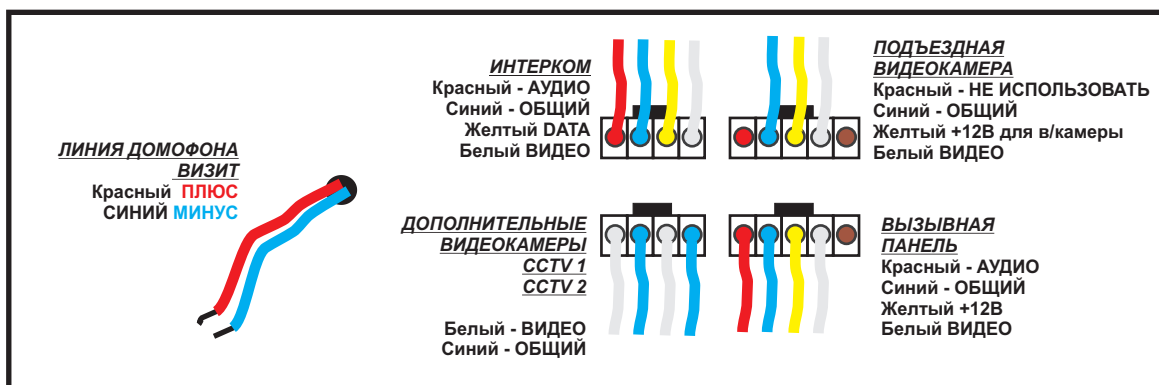 ЛИНИЯ ДОМОФОНА
ВИЗИТ
Красный ПЛЮС
СИНИЙ МИНУС
ИНТЕРКОМ
Красный - АУДИО
Синий - ОБЩИЙ
Желтый DATA
Белый ВИДЕО
ПОДЪЕЗДНАЯ
ВИДЕОКАМЕРА
Красный - НЕ ИСПОЛЬЗОВАТЬ
Синий - ОБЩИЙ
Желтый +12В для в/камеры
Белый ВИДЕО
ДОПОЛНИТЕЛЬНЫЕ
ВИДЕОКАМЕРЫ
CCTV 1
CCTV 2
Белый - ВИДЕО
Синий - ОБЩИЙ
ВЫЗЫВНАЯ
ПАНЕЛЬ
Красный - АУДИО
Синий - ОБЩИЙ
Желтый +12В
Белый ВИДЕО